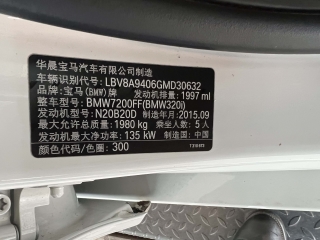 华晨宝马汽车有限公司制造
车辆识别代号: LBV8A9406GMD30632
品牌: 宝马(BMW)牌 发动机排量: 1997 ml
整车型号: BMW7200FF(BMW320i)
发动机型号: N20B20D 制造年月: 2015.09
最大允许总质量: 1980 kg 乘坐人数: 5 人
发动机最大净功率: 135 kW 制造国: 中国
颜色代码/色圈: 300